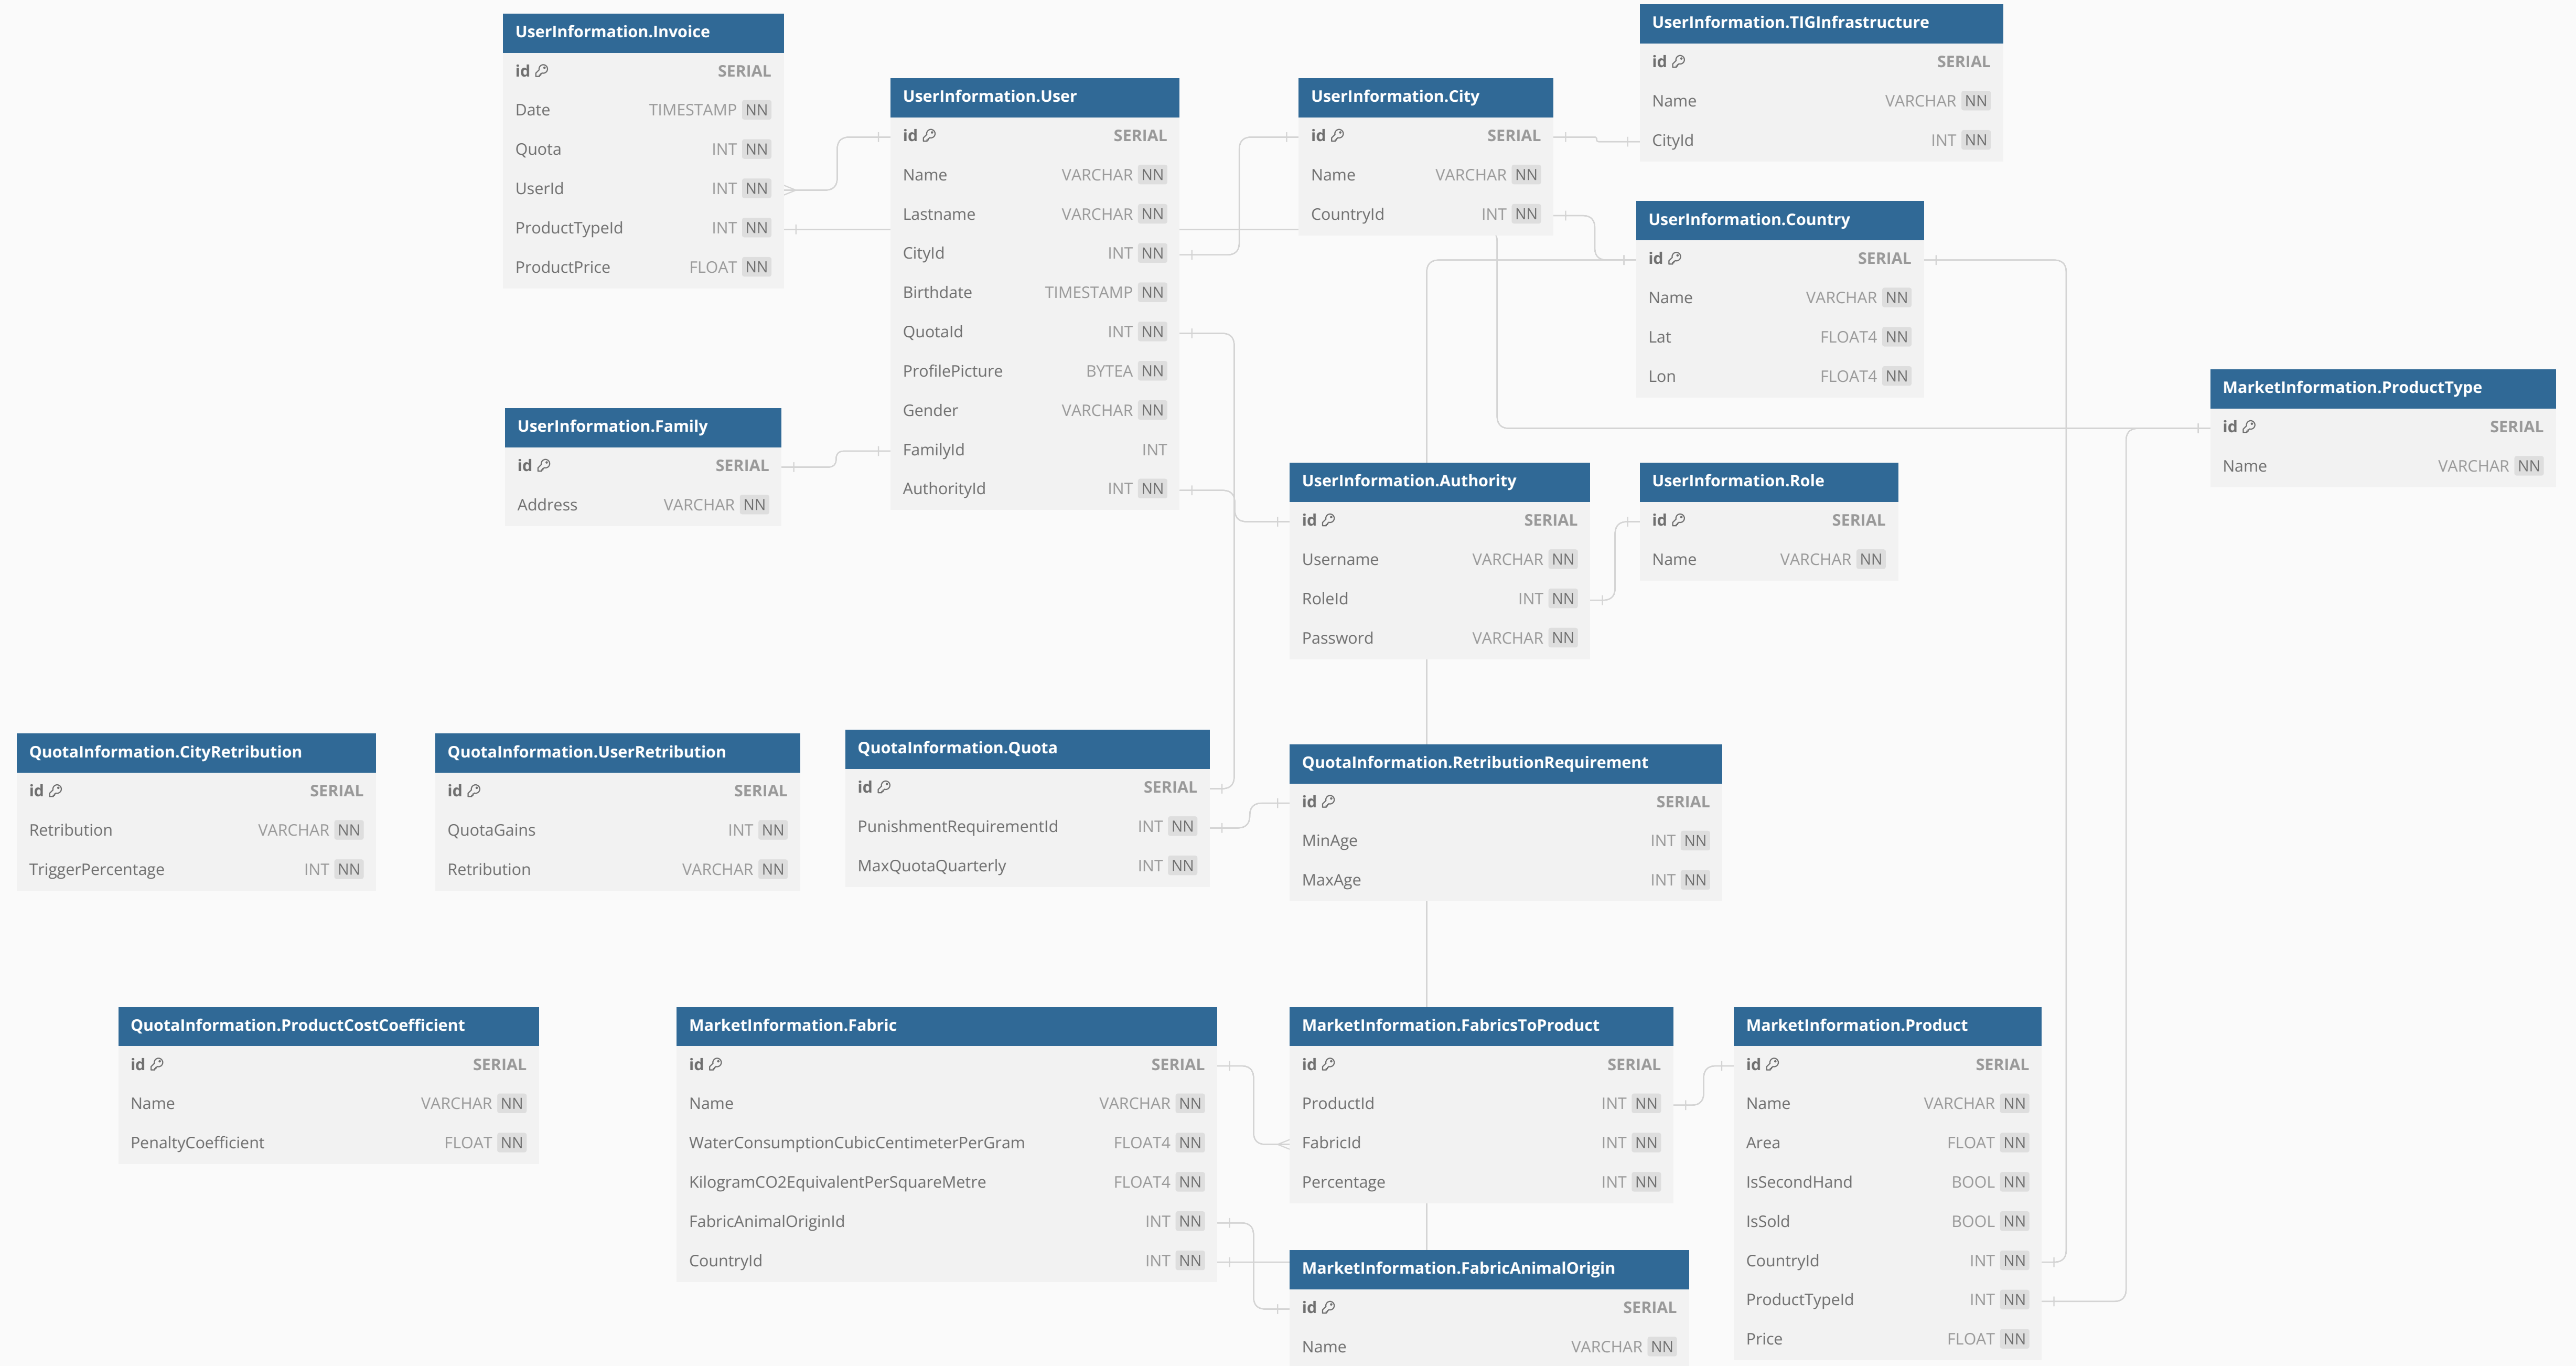 UserInformation.Invoice
id SERIAL
Date TIMESTAMP NN
Quota INT NN
UserId INT NN
ProductTypeId INT NN
ProductPrice FLOAT NN
UserInformation.User
id SERIAL
Name VARCHAR NN
Lastname VARCHAR NN
CityId INT NN
Birthdate TIMESTAMP NN
QuotaId INT NN
ProfilePicture BYTEA NN
Gender VARCHAR NN
FamilyId INT
AuthorityId INT NN
UserInformation.City
id SERIAL
Name VARCHAR NN
CountryId INT NN
UserInformation.TIGInfrastructure
id SERIAL
Name VARCHAR NN
CityId INT NN
UserInformation.Country
id SERIAL
Name VARCHAR NN
Lat FLOAT4 NN
Lon FLOAT4 NN
MarketInformation.ProductType
id SERIAL
Name VARCHAR NN
UserInformation.Family
id SERIAL
Address VARCHAR NN
UserInformation.Authority
id SERIAL
Username VARCHAR NN
RoleId INT NN
Password VARCHAR NN
UserInformation.Role
id SERIAL
Name VARCHAR NN
QuotaInformation.CityRetribution
id SERIAL
Retribution VARCHAR NN
TriggerPercentage INT NN
QuotaInformation.UserRetribution
id SERIAL
QuotaGains INT NN
Retribution VARCHAR NN
QuotaInformation.Quota
id SERIAL
PunishmentRequirementId INT NN
MaxQuotaQuarterly INT NN
QuotaInformation.RetributionRequirement
id SERIAL
MinAge INT NN
MaxAge INT NN
QuotaInformation.ProductCostCoefficient
id SERIAL
Name VARCHAR NN
PenaltyCoefficient FLOAT NN
MarketInformation.Fabric
id SERIAL
Name VARCHAR NN
WaterConsumptionCubicCentimeterPerGram FLOAT4 NN
KilogramCO2EquivalentPerSquareMetre FLOAT4 NN
FabricAnimalOriginId INT NN
CountryId INT NN
MarketInformation.FabricsToProduct
id SERIAL
ProductId INT NN
FabricId INT NN
Percentage INT NN
MarketInformation.FabricAnimalOrigin
id SERIAL
Name VARCHAR NN
MarketInformation.Product
id SERIAL
Name VARCHAR NN
Area FLOAT NN
IsSecondHand BOOL NN
IsSold BOOL NN
CountryId INT NN
ProductTypeId INT NN
Price FLOAT NN